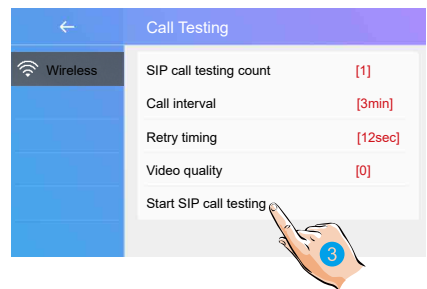 Call Testing
Wireless
SIP call testing count [1]
Call interval [3min]
Retry timing [12sec]
Video quality [0]
Start SIP call testing
3